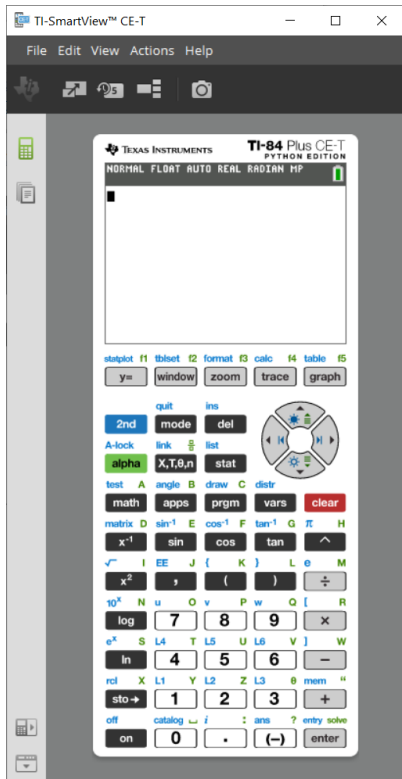 TI-SmartView™ CE-T
File Edit View Actions Help
TEXAS INSTRUMENTS TI-84 Plus CE-T
PYTHON EDITION
NORMAL FLOAT AUTO REAL RADIAN MP
statplot f1 tblset f2 format f3 calc f4 table f5
y= window zoom trace graph
quit ins
2nd mode del
A-lock link list
alpha X,T,θ,n stat
test A angle B draw C distr
math apps prgm vars clear
matrix D sin⁻¹ E cos⁻¹ F tan⁻¹ G π H
x⁻¹ sin cos tan ^
√ I EE J { K } L e M
x² , ( ) ÷
10ˣ N u O v P w Q [ R
log 7 8 9 ×
eˣ S L4 T L5 U L6 V ] W
ln 4 5 6 −
rcl X L1 Y L2 Z L3 θ mem "
sto→ 1 2 3 +
off catalog ⎵ i : ans ? entry solve
on 0 . (−) enter